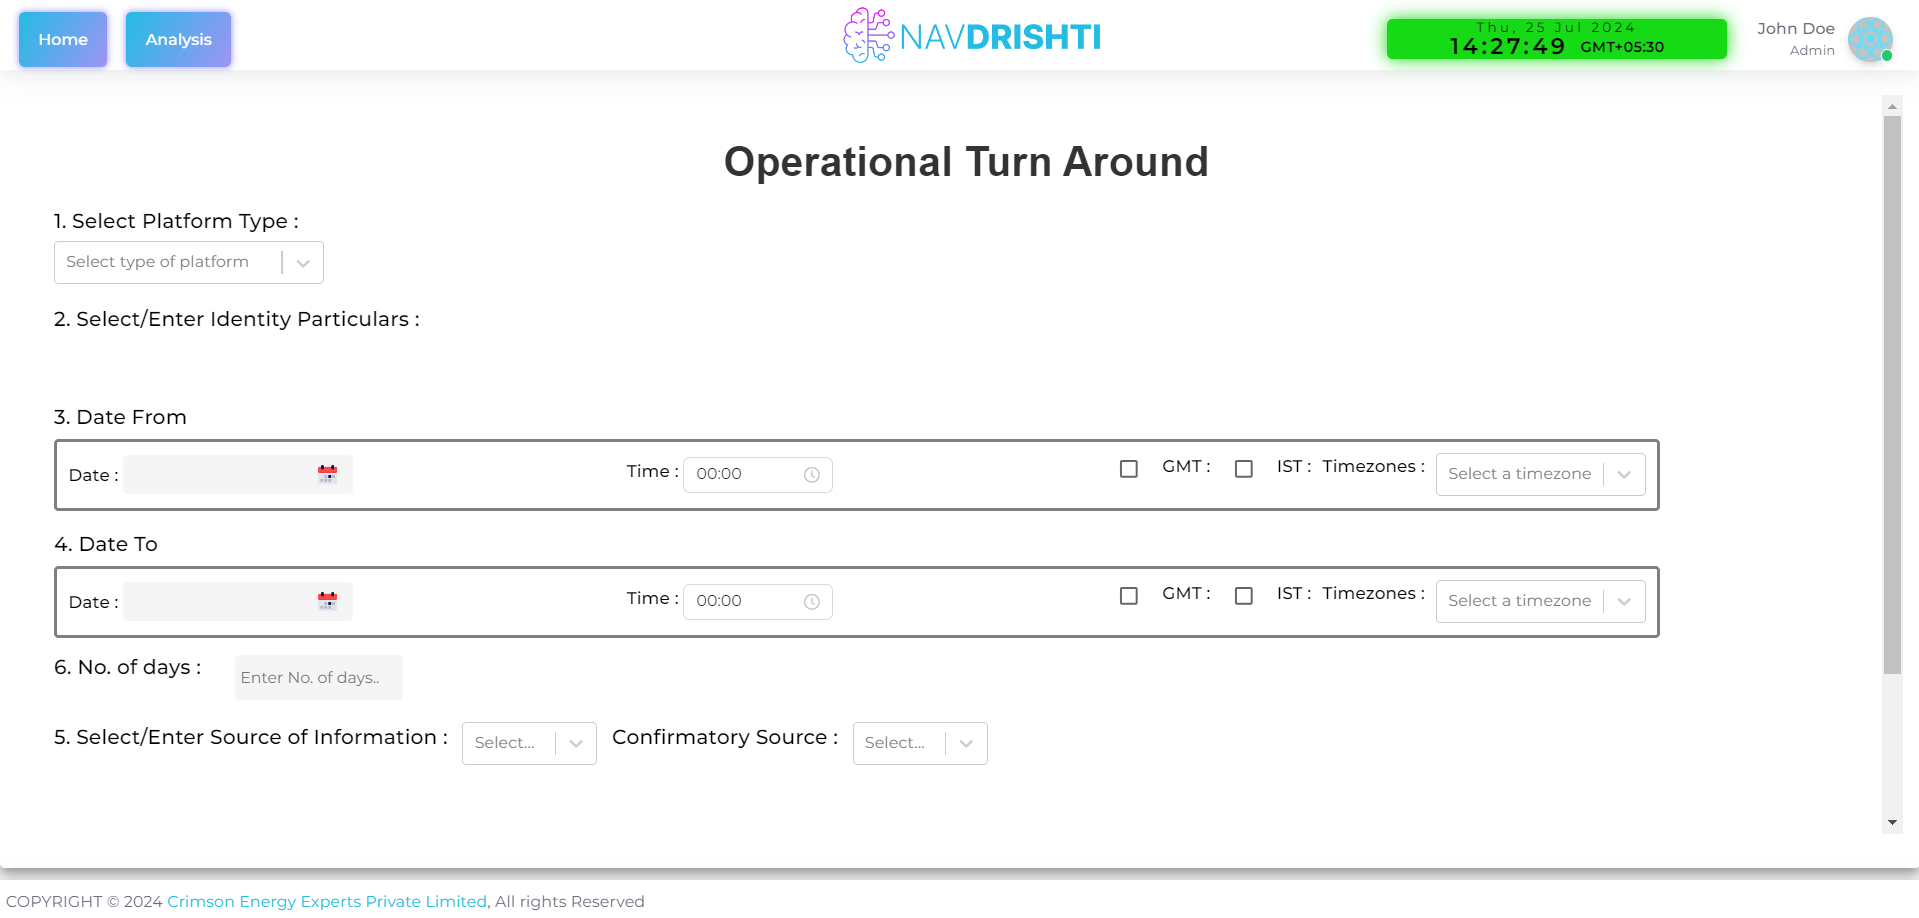 Home
Analysis
NAVDRISHTI
Thu, 25 Jul 2024
14:27:49 GMT+05:30
John Doe
Admin
Operational Turn Around
1. Select Platform Type :
Select type of platform
2. Select/Enter Identity Particulars :
3. Date From
Date : Time : 00:00 GMT : IST : Timezones : Select a timezone
4. Date To
Date : Time : 00:00 GMT : IST : Timezones : Select a timezone
6. No. of days : Enter No. of days..
5. Select/Enter Source of Information : Select... Confirmatory Source : Select...
COPYRIGHT © 2024 Crimson Energy Experts Private Limited, All rights Reserved